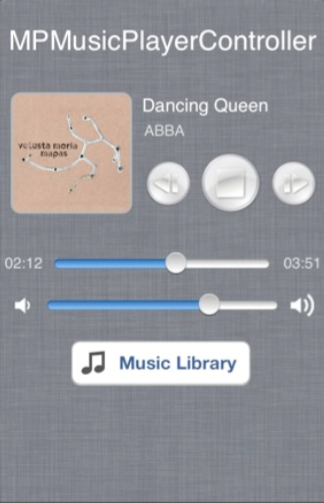 MPMusicPlayerController
vetusta morla
mapas
Dancing Queen
ABBA
02:12
03:51
Music Library